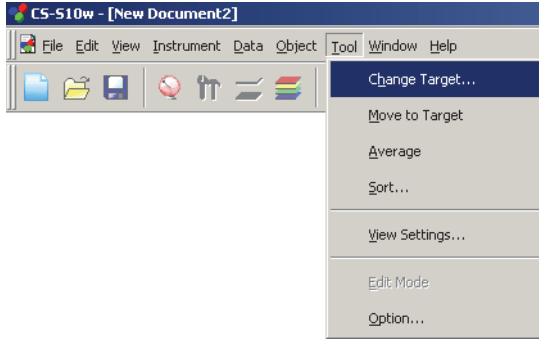 CS-S10w - [New Document2]
File Edit View Instrument Data Object Tool Window Help
Change Target...
Move to Target
Average
Sort...
View Settings...
Edit Mode
Option...